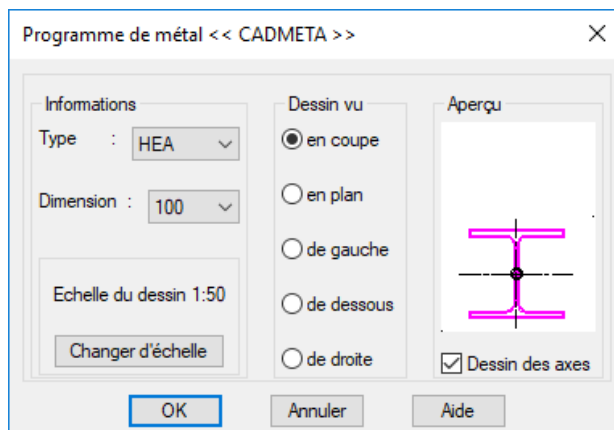 Programme de métal << CADMETA >>
Informations
Type :
HEA
Dimension :
100
Echelle du dessin 1:50
Changer d'échelle
Dessin vu
en coupe
en plan
de gauche
de dessous
de droite
Aperçu
Dessin des axes
OK
Annuler
Aide